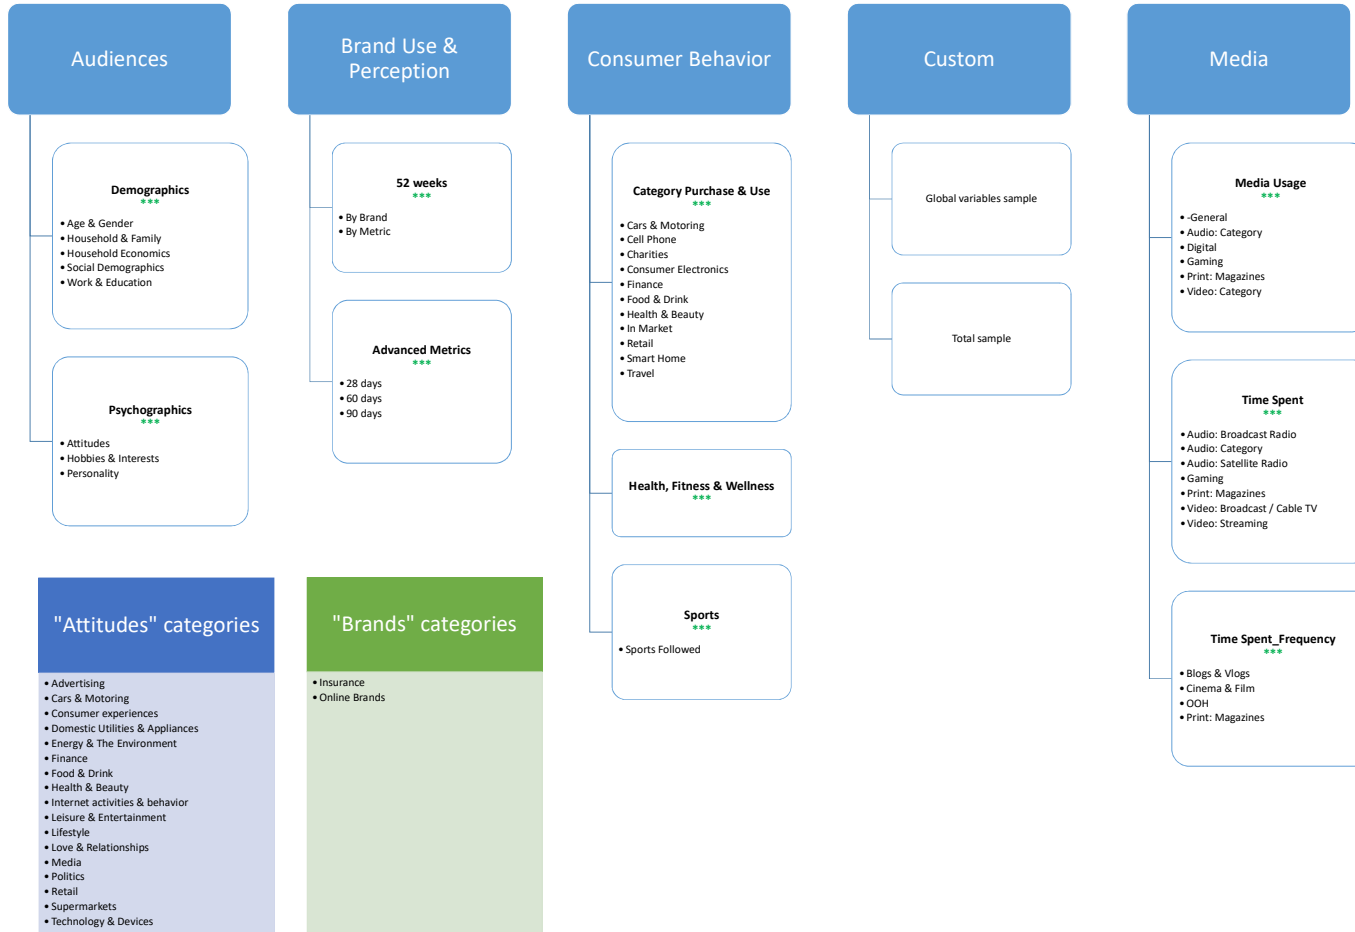 Audiences
Demographics
***
• Age & Gender
• Household & Family
• Household Economics
• Social Demographics
• Work & Education
Psychographics
***
• Attitudes
• Hobbies & Interests
• Personality
Brand Use &
Perception
52 weeks
***
• By Brand
• By Metric
Advanced Metrics
***
• 28 days
• 60 days
• 90 days
Consumer Behavior
Category Purchase & Use
***
• Cars & Motoring
• Cell Phone
• Charities
• Consumer Electronics
• Finance
• Food & Drink
• Health & Beauty
• In Market
• Retail
• Smart Home
• Travel
Health, Fitness & Wellness
***
Sports
***
• Sports Followed
Custom
Global variables sample
Total sample
Media
Media Usage
***
• -General
• Audio: Category
• Digital
• Gaming
• Print: Magazines
• Video: Category
Time Spent
***
• Audio: Broadcast Radio
• Audio: Category
• Audio: Satellite Radio
• Gaming
• Print: Magazines
• Video: Broadcast / Cable TV
• Video: Streaming
Time Spent_Frequency
***
• Blogs & Vlogs
• Cinema & Film
• OOH
• Print: Magazines
"Attitudes" categories
• Advertising
• Cars & Motoring
• Consumer experiences
• Domestic Utilities & Appliances
• Energy & The Environment
• Finance
• Food & Drink
• Health & Beauty
• Internet activities & behavior
• Leisure & Entertainment
• Lifestyle
• Love & Relationships
• Media
• Politics
• Retail
• Supermarkets
• Technology & Devices
"Brands" categories
• Insurance
• Online Brands